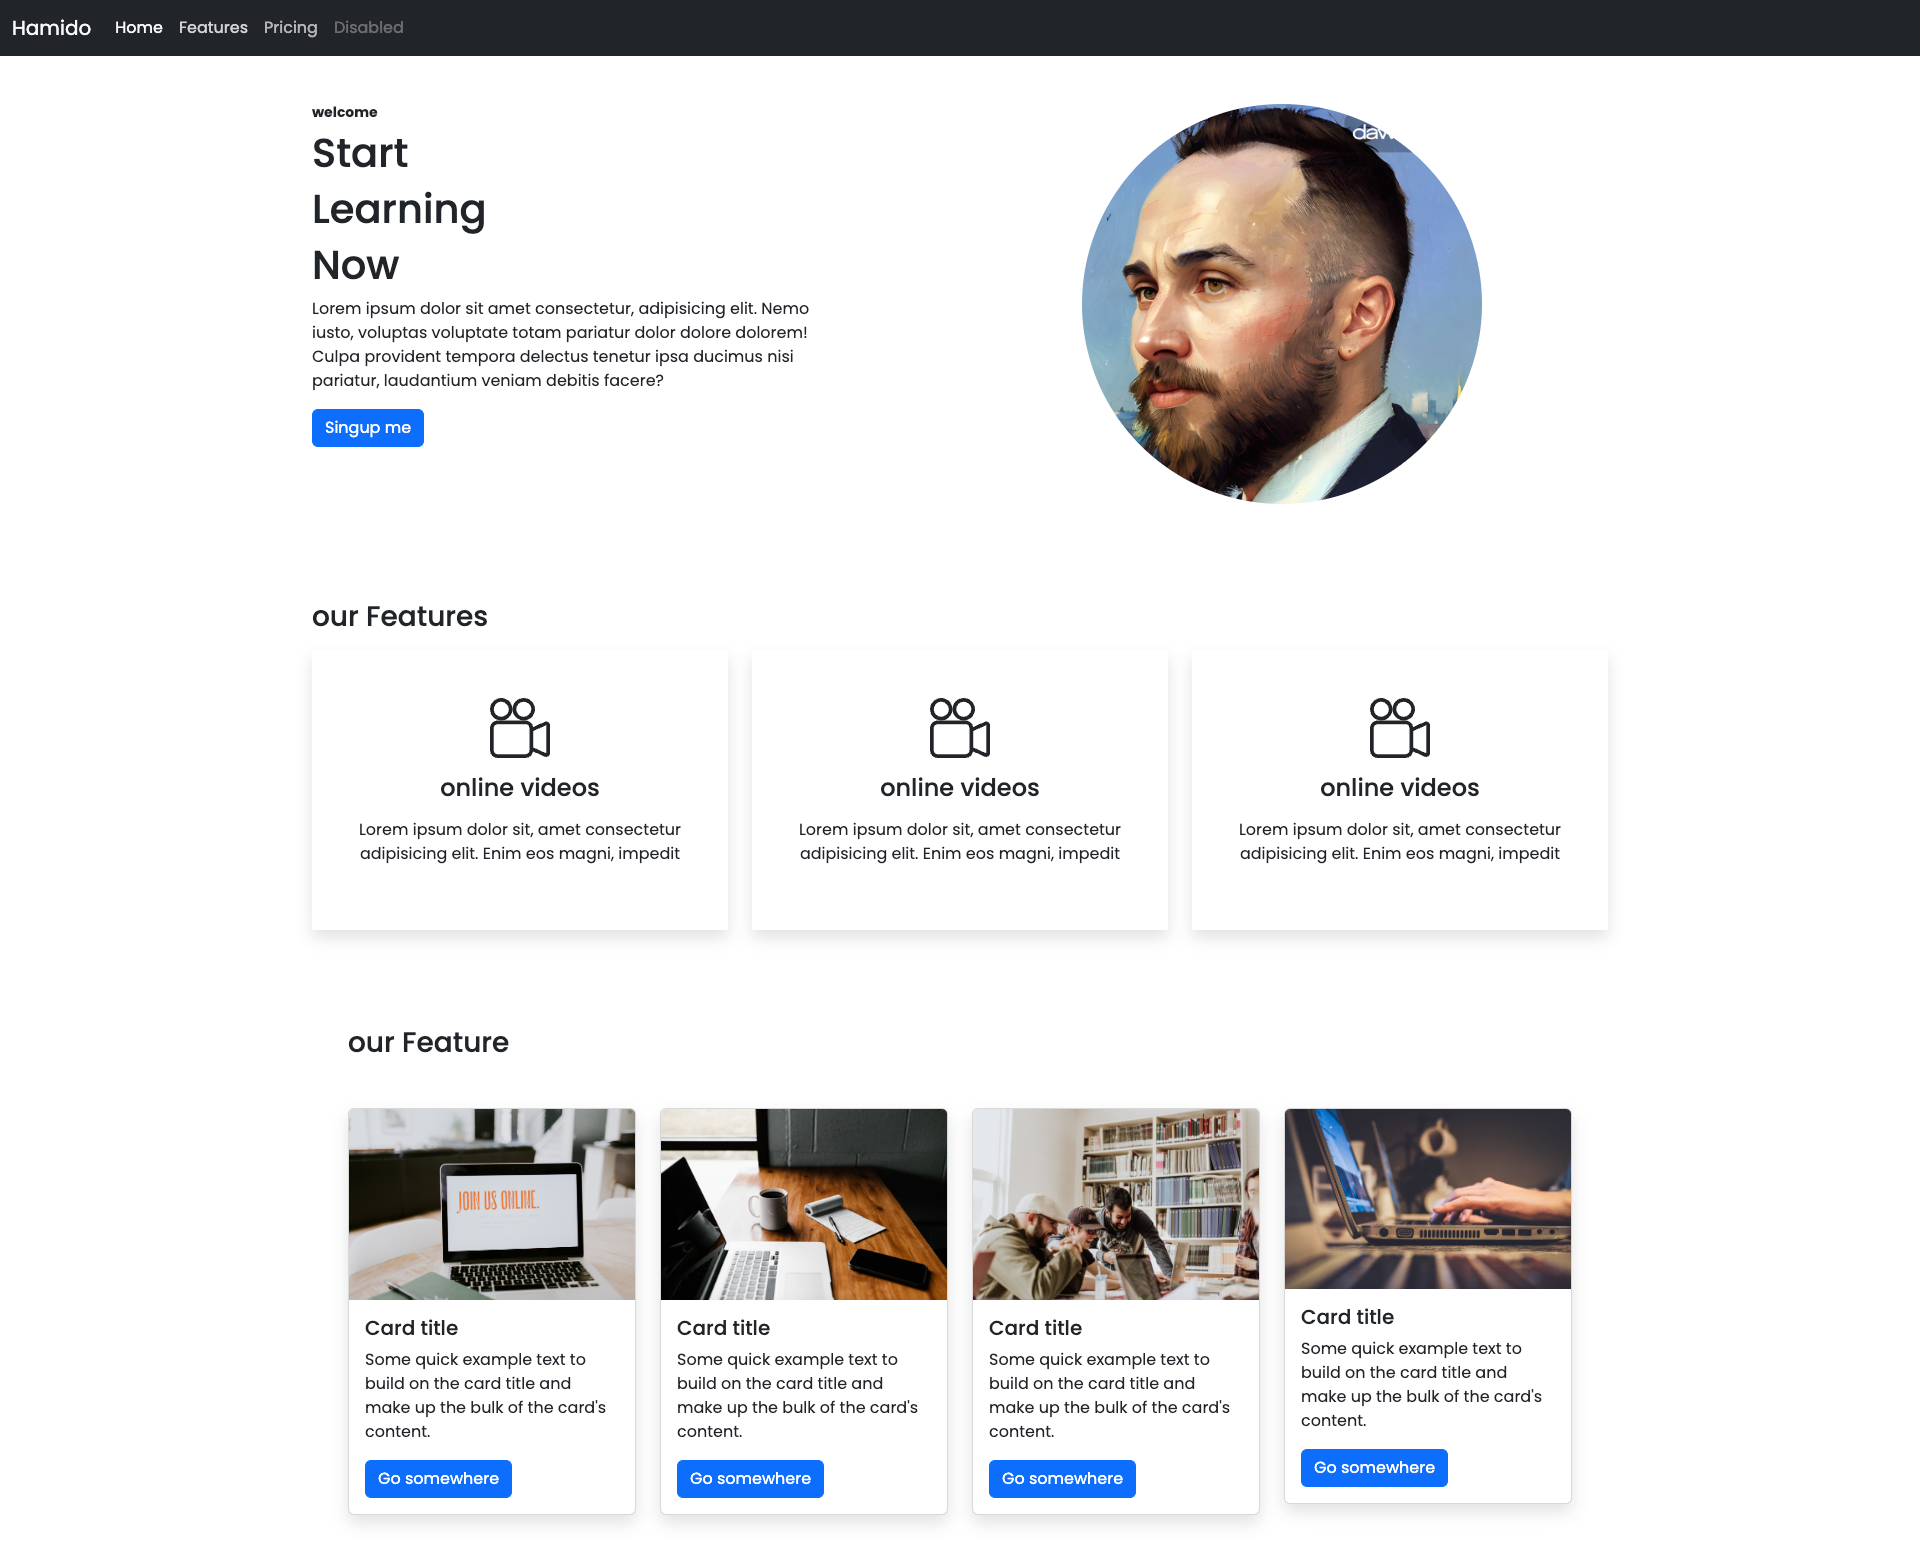 Hamido Home Features Pricing Disabled
welcome
Start
Learning
Now
Lorem ipsum dolor sit amet consectetur, adipisicing elit. Nemo
iusto, voluptas voluptate totam pariatur dolor dolore dolorem!
Culpa provident tempora delectus tenetur ipsa ducimus nisi
pariatur, laudantium veniam debitis facere?
Singup me
our Features
online videos
Lorem ipsum dolor sit, amet consectetur
adipisicing elit. Enim eos magni, impedit
online videos
Lorem ipsum dolor sit, amet consectetur
adipisicing elit. Enim eos magni, impedit
online videos
Lorem ipsum dolor sit, amet consectetur
adipisicing elit. Enim eos magni, impedit
our Feature
JOIN US ONLINE.
Card title
Some quick example text to
build on the card title and
make up the bulk of the card's
content.
Go somewhere
Card title
Some quick example text to
build on the card title and
make up the bulk of the card's
content.
Go somewhere
Card title
Some quick example text to
build on the card title and
make up the bulk of the card's
content.
Go somewhere
Card title
Some quick example text to
build on the card title and
make up the bulk of the card's
content.
Go somewhere